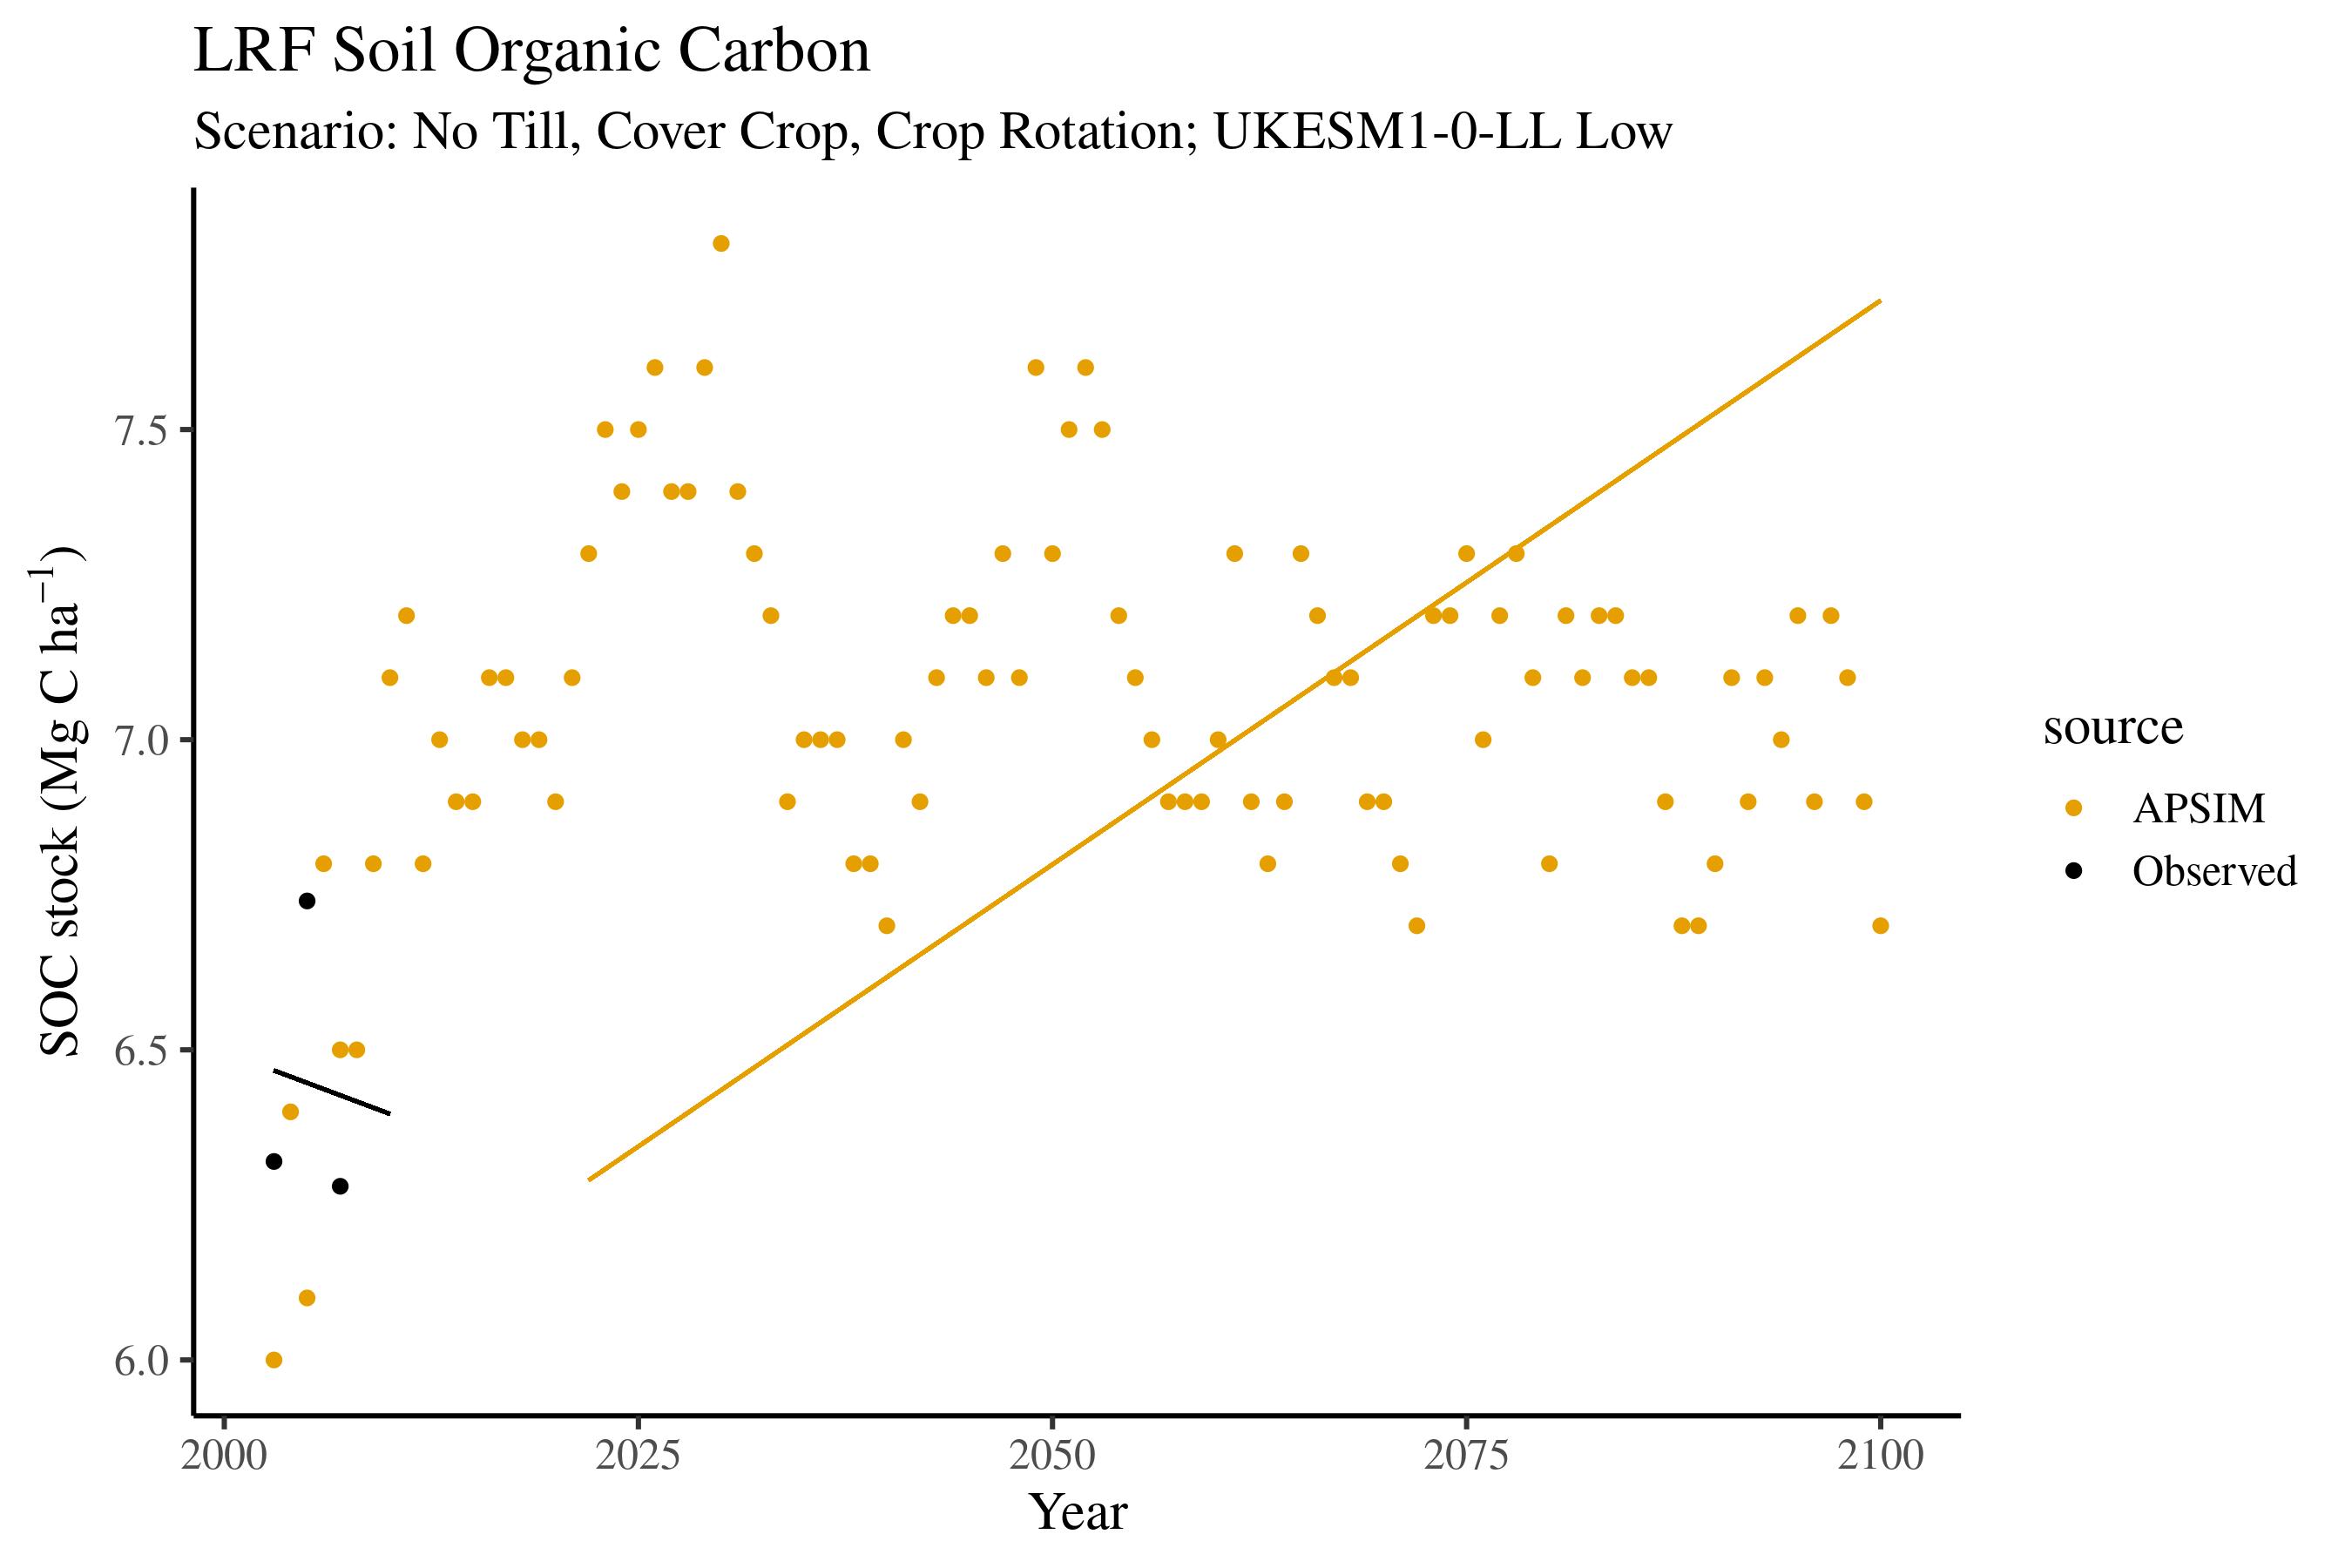 LRF Soil Organic Carbon
Scenario: No Till, Cover Crop, Crop Rotation; UKESM1-0-LL Low
SOC stock (Mg C ha⁻¹)
7.5
7.0
6.5
6.0
2000 2025 2050 2075 2100
Year
source
APSIM
Observed